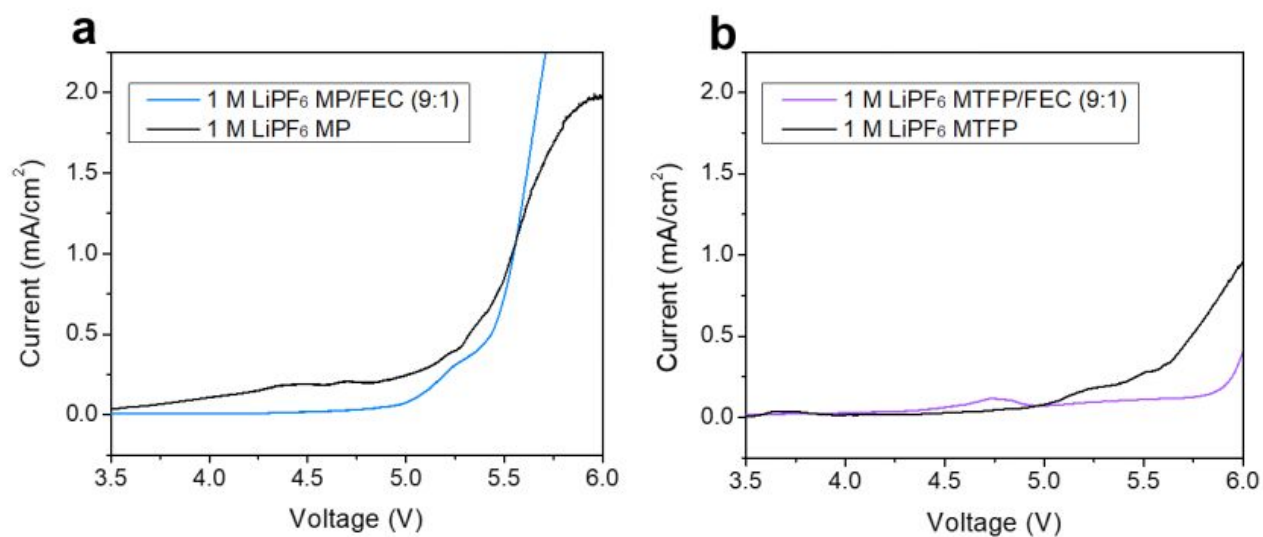 a
1 M LiPF6 MP/FEC (9:1)
1 M LiPF6 MP
2.0
1.5
1.0
0.5
0.0
Current (mA/cm²)
3.5 4.0 4.5 5.0 5.5 6.0
Voltage (V)
b
1 M LiPF6 MTFP/FEC (9:1)
1 M LiPF6 MTFP
2.0
1.5
1.0
0.5
0.0
Current (mA/cm²)
3.5 4.0 4.5 5.0 5.5 6.0
Voltage (V)